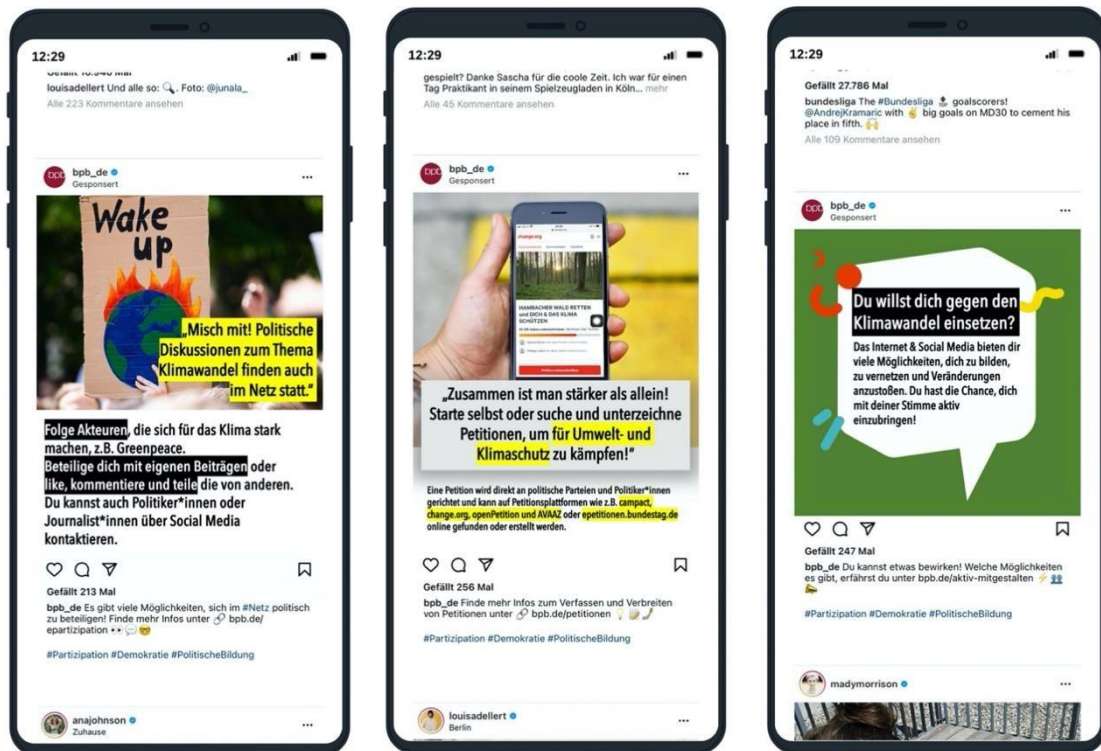 12:29
Gefällt 10.940 Mal
louisadellert Und alle so: 🔍. Foto: @junala_
Alle 223 Kommentare ansehen
bpb
bpb_de
Gesponsert
Wake
up
„Misch mit! Politische
Diskussionen zum Thema
Klimawandel finden auch
im Netz statt.“
Folge Akteuren, die sich für das Klima stark
machen, z.B. Greenpeace.
Beteilige dich mit eigenen Beiträgen oder
like, kommentiere und teile die von anderen.
Du kannst auch Politiker*innen oder
Journalist*innen über Social Media
kontaktieren.
Gefällt 213 Mal
bpb_de Es gibt viele Möglichkeiten, sich im #Netz politisch
zu beteiligen! Finde mehr Infos unter 🔗 bpb.de/
epartizipation 👀💬🤓
#Partizipation #Demokratie #PolitischeBildung
anajohnson
Zuhause
12:29
gespielt? Danke Sascha für die coole Zeit. Ich war für einen
Tag Praktikant in seinem Spielzeugladen in Köln... mehr
Alle 45 Kommentare ansehen
bpb
bpb_de
Gesponsert
change.org
HAMBACHER WALD RETTEN
und DICH & DAS KLIMA
SCHÜTZEN
„Zusammen ist man stärker als allein!
Starte selbst oder suche und unterzeichne
Petitionen, um für Umwelt- und
Klimaschutz zu kämpfen!“
Eine Petition wird direkt an politische Parteien und Politiker*innen
gerichtet und kann auf Petitionsplattformen wie z.B. campact,
change.org, openPetition und AVAAZ oder epetitionen.bundestag.de
online gefunden oder erstellt werden.
Gefällt 256 Mal
bpb_de Finde mehr Infos zum Verfassen und Verbreiten
von Petitionen unter 🔗 bpb.de/petitionen 💡📝🤳
#Partizipation #Demokratie #PolitischeBildung
louisadellert
Berlin
12:29
Gefällt 27.786 Mal
bundesliga The #Bundesliga 🔝 goalscorers!
@AndrejKramaric with ✌️ big goals on MD30 to cement his
place in fifth. 🙌
Alle 109 Kommentare ansehen
bpb
bpb_de
Gesponsert
Du willst dich gegen den
Klimawandel einsetzen?
Das Internet & Social Media bieten dir
viele Möglichkeiten, dich zu bilden,
zu vernetzen und Veränderungen
anzustoßen. Du hast die Chance, dich
mit deiner Stimme aktiv
einzubringen!
Gefällt 247 Mal
bpb_de Du kannst etwas bewirken! Welche Möglichkeiten
es gibt, erfährst du unter bpb.de/aktiv-mitgestalten ⚡👥
📣
#Partizipation #Demokratie #PolitischeBildung
madymorrison